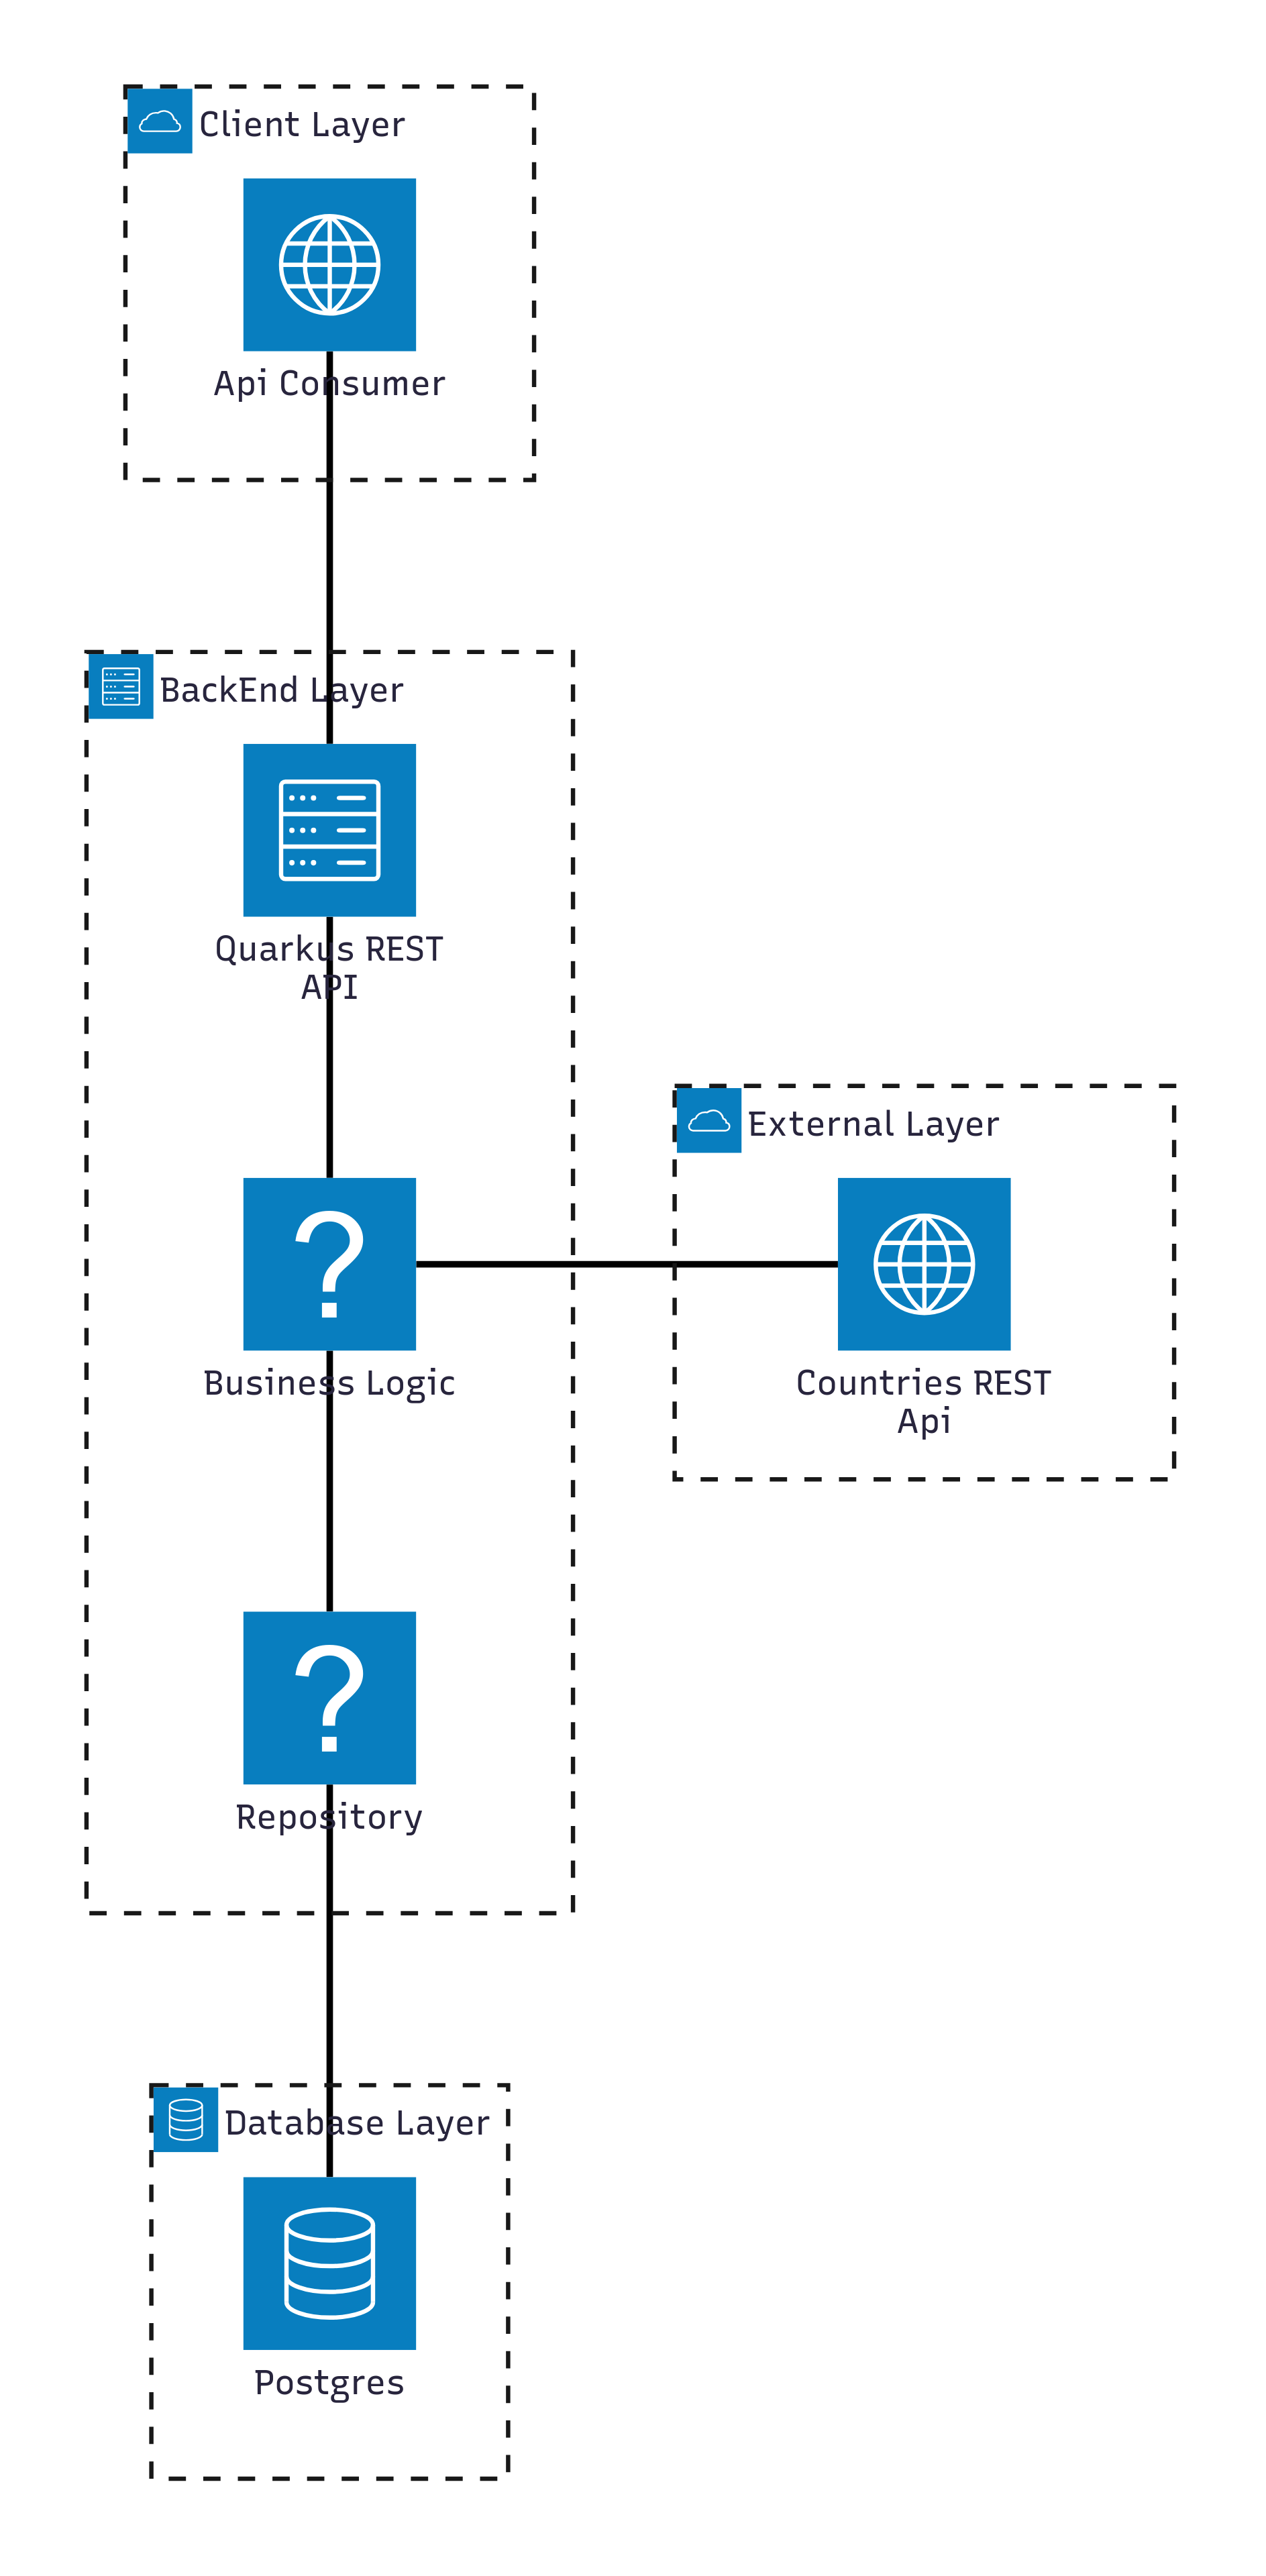 Client Layer
Api Consumer
BackEnd Layer
Quarkus REST
API
External Layer
Business Logic
Countries REST
Api
Repository
Database Layer
Postgres